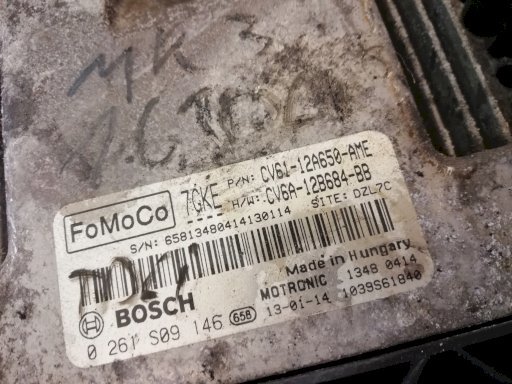 MK 3
1.6 TDCI
FoMoCo
7GKE
P/N: CV61-12A650-AME
H/W: CV6A-12B684-BB
S/N: 65813480414130114 SITE: DZL7C
Made in Hungary
BOSCH MOTRONIC 1348 0414
0 261 S09 146 658 13-01-14 1039S61840